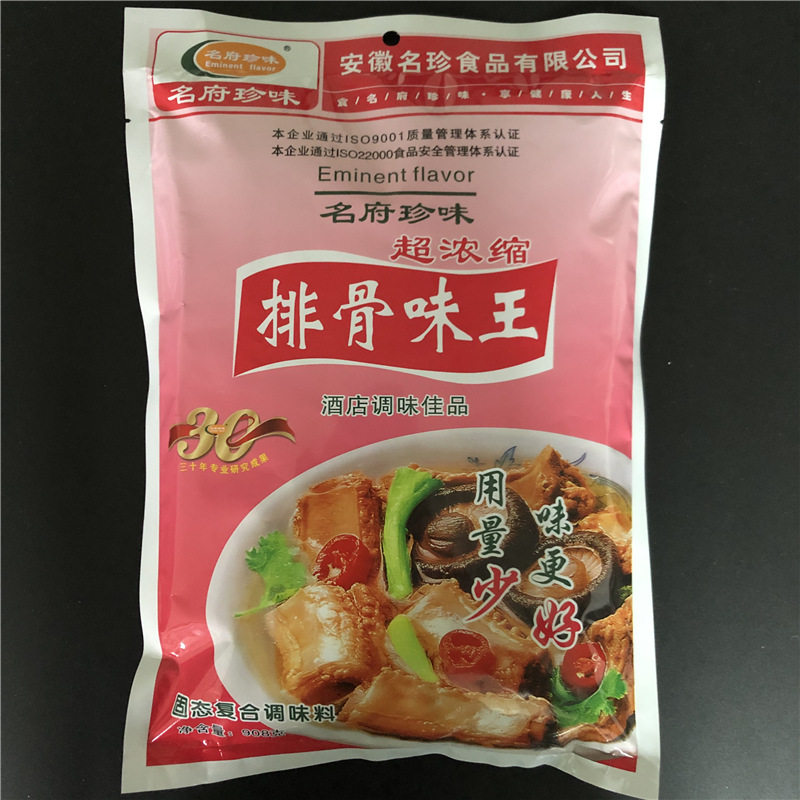 名府珍味®
Eminent flavor
名府珍味
安徽名珍食品有限公司
食/名/府/珍/味·享/健/康/人/生
本企业通过ISO9001质量管理体系认证
本企业通过ISO22000食品安全管理体系认证
Eminent flavor
名府珍味
超浓缩
排骨味王
酒店调味佳品
30
三十年专业研究成果
用量少
味更好
固态复合调味料
净含量:908克